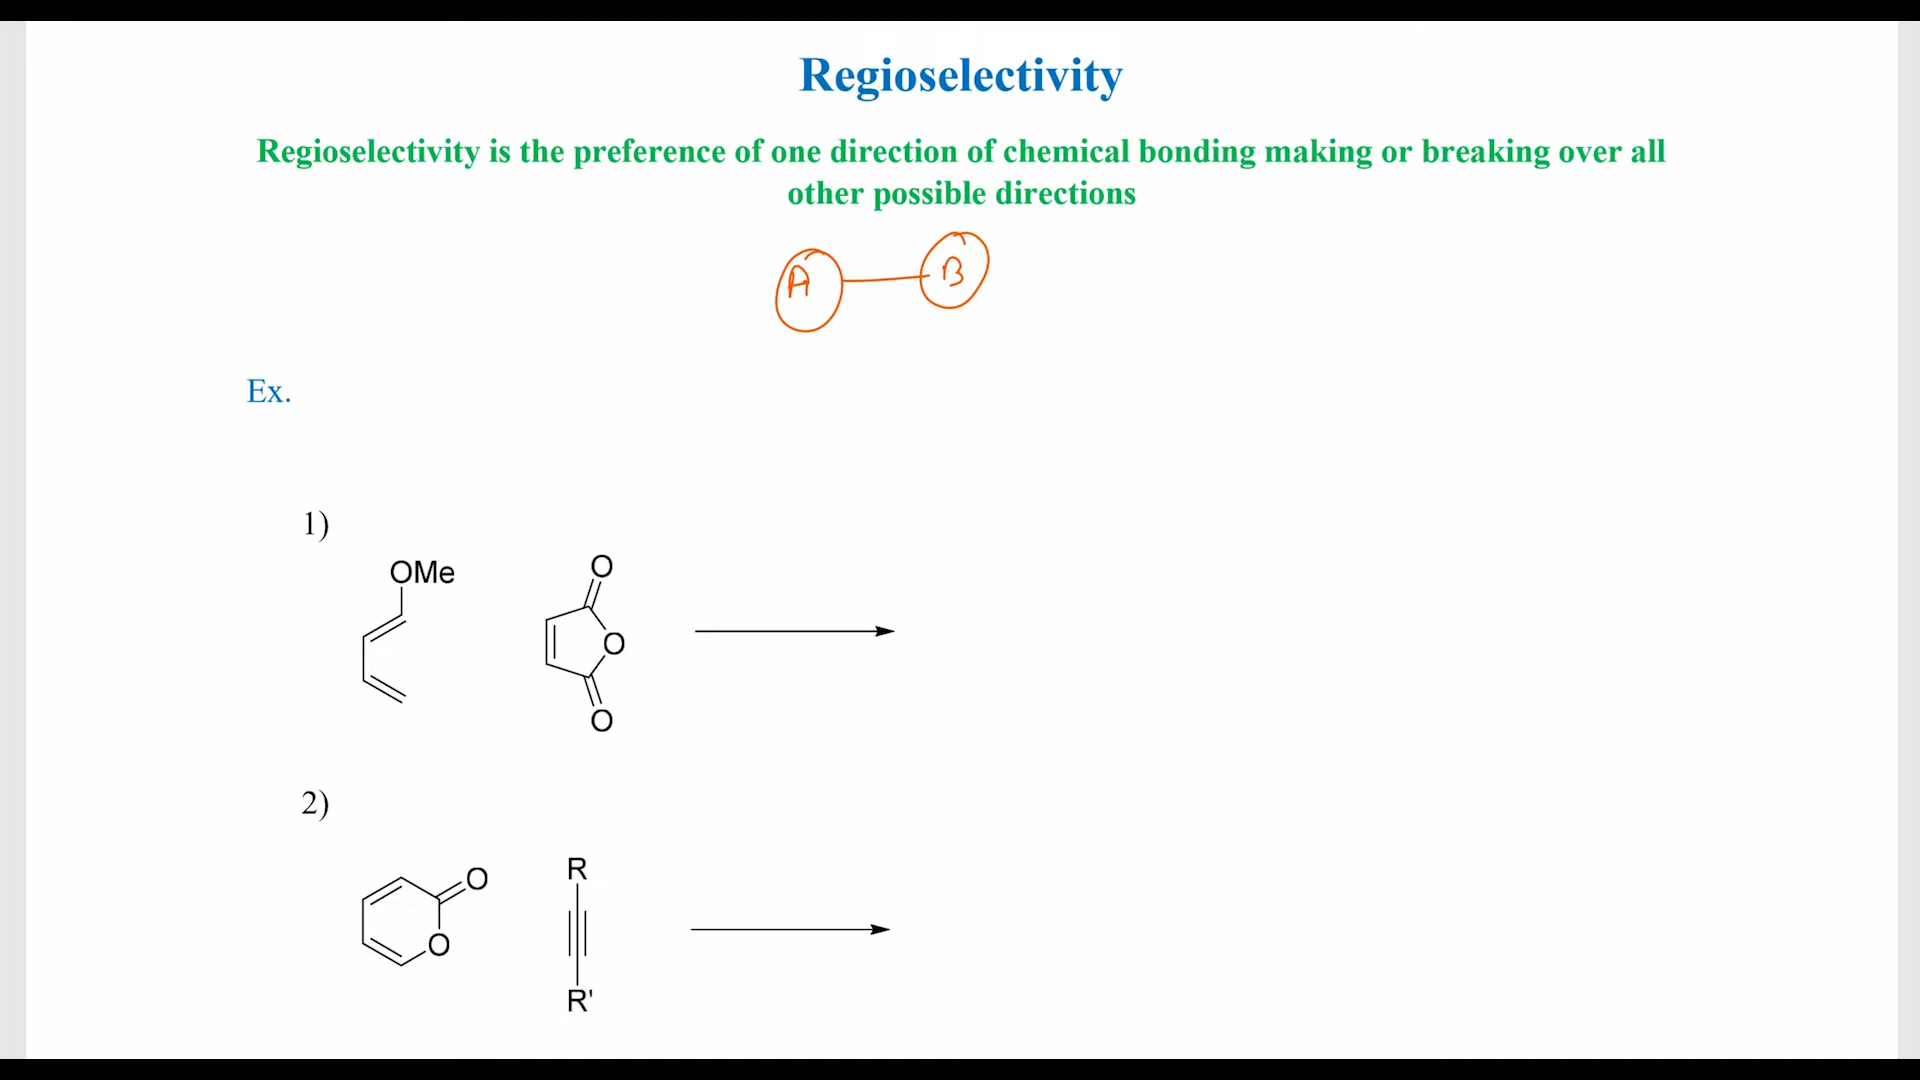 Regioselectivity
Regioselectivity is the preference of one direction of chemical bonding making or breaking over all
other possible directions
A B
Ex.
1)
OMe
O
O
O
2)
R
O
O
R'